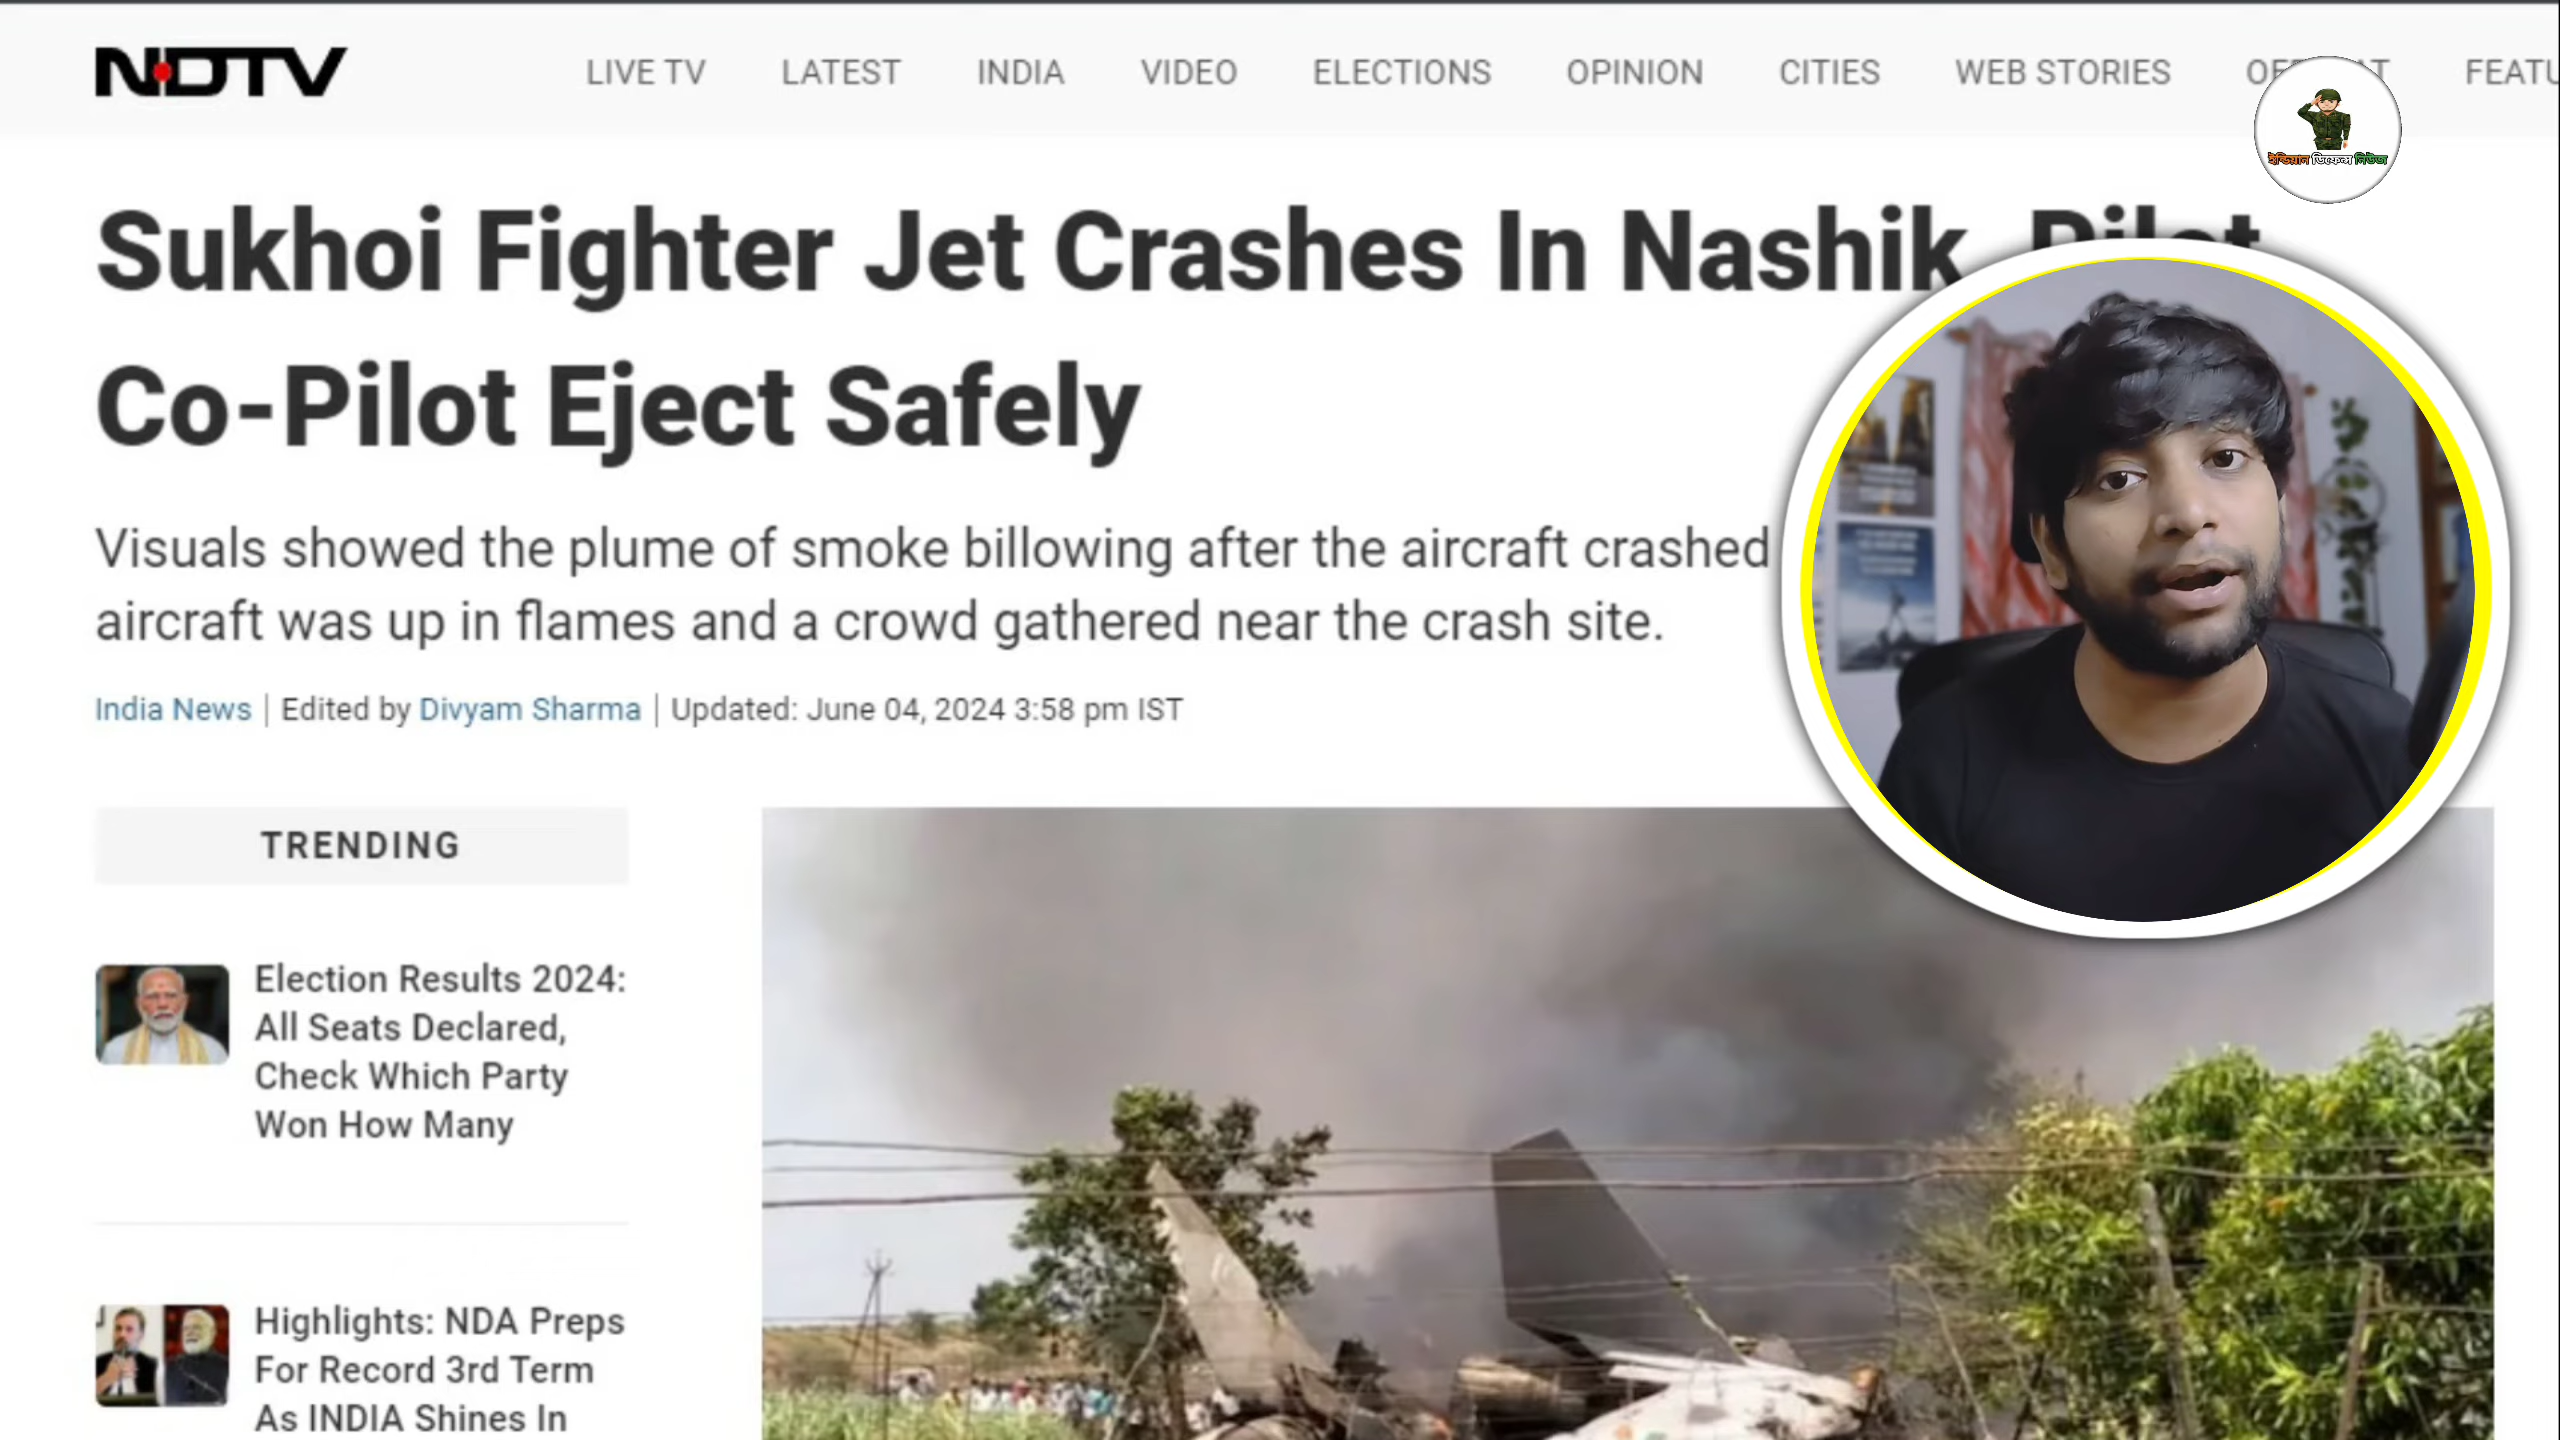 NDTV
LIVE TV LATEST INDIA VIDEO ELECTIONS OPINION CITIES WEB STORIES
ইন্ডিয়ান ডিফেন্স নিউজ
Sukhoi Fighter Jet Crashes In Nashik, Pilot
Co-Pilot Eject Safely
Visuals showed the plume of smoke billowing after the aircraft crashed
aircraft was up in flames and a crowd gathered near the crash site.
India News | Edited by Divyam Sharma | Updated: June 04, 2024 3:58 pm IST
TRENDING
Election Results 2024:
All Seats Declared,
Check Which Party
Won How Many
Highlights: NDA Preps
For Record 3rd Term
As INDIA Shines In